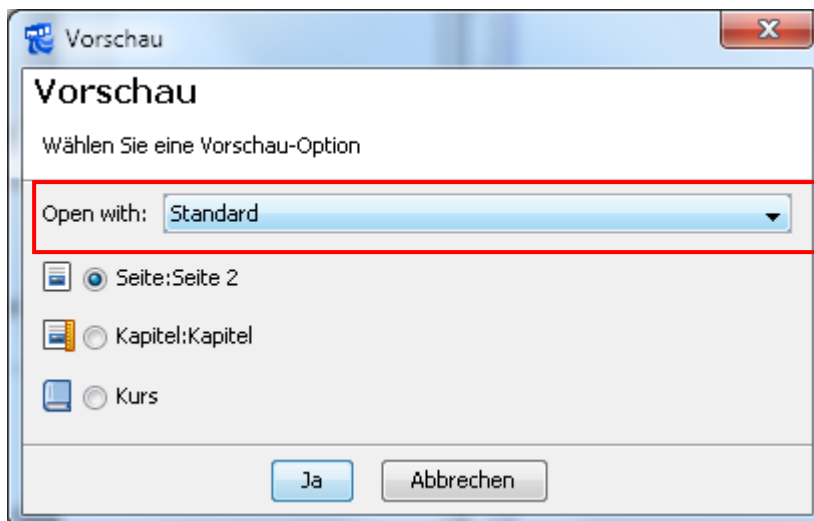 Vorschau
Vorschau
Wählen Sie eine Vorschau-Option
Open with: Standard
Seite:Seite 2
Kapitel:Kapitel
Kurs
Ja Abbrechen